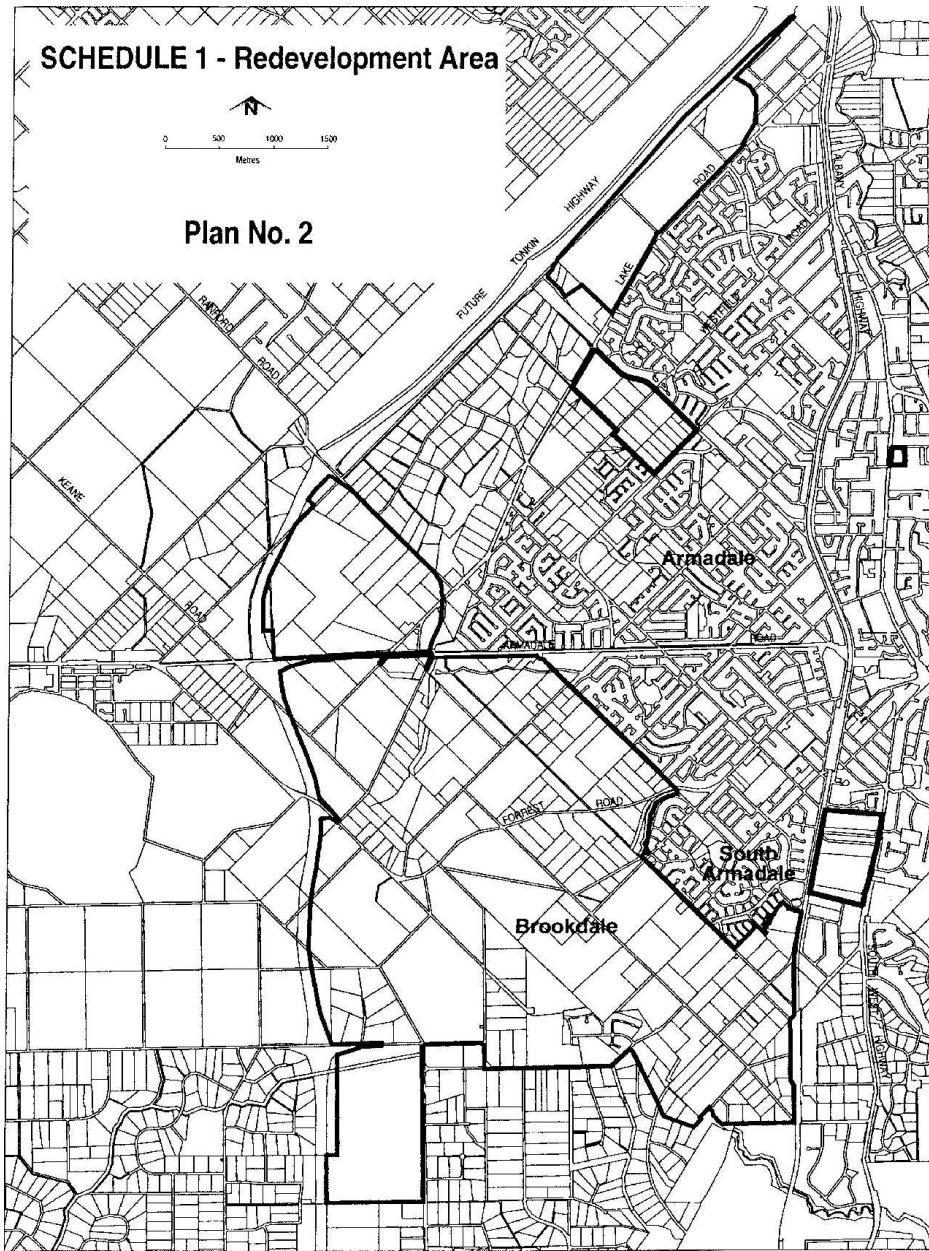 SCHEDULE 1 - Redevelopment Area
N
0 500 1000 1500
Metres
Plan No. 2
FUTURE TONKIN HIGHWAY
LAKE ROAD
ALBANY HIGHWAY
WESTFIELD ROAD
RANFORD ROAD
KEANE ROAD
Armadale
ARMADALE ROAD
FORREST ROAD
South
Armadale
Brookdale
SOUTH WEST HIGHWAY